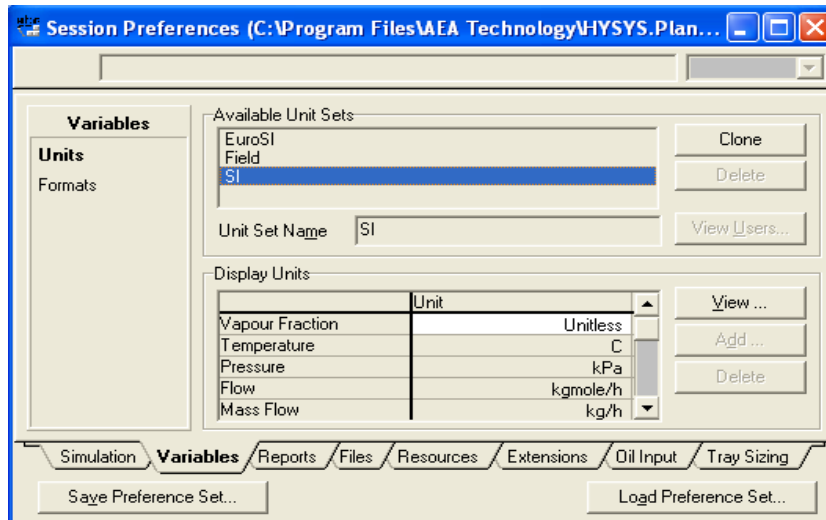 Session Preferences (C:\Program Files\AEA Technology\HYSYS.Plan...
Variables
Units
Formats
Available Unit Sets
EuroSI
Field
SI
Unit Set Name SI
Clone
Delete
View Users...
Display Units
Unit
Vapour Fraction Unitless
Temperature C
Pressure kPa
Flow kgmole/h
Mass Flow kg/h
View ...
Add ...
Delete
Simulation Variables Reports Files Resources Extensions Oil Input Tray Sizing
Save Preference Set... Load Preference Set...